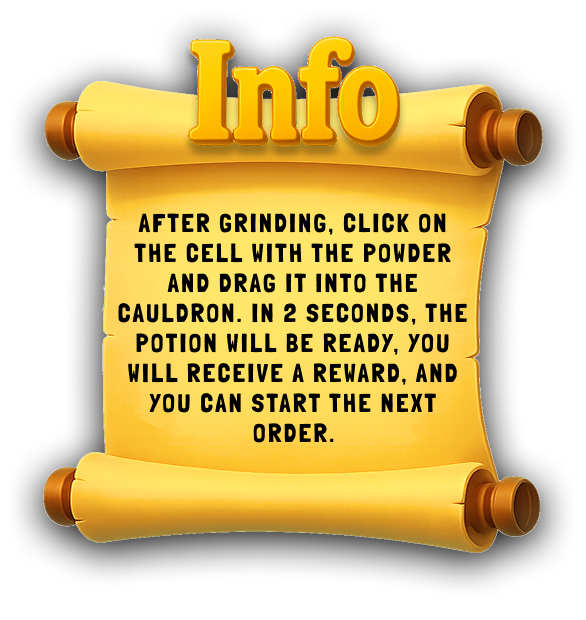 Info
AFTER GRINDING, CLICK ON
THE CELL WITH THE POWDER
AND DRAG IT INTO THE
CAULDRON. IN 2 SECONDS, THE
POTION WILL BE READY, YOU
WILL RECEIVE A REWARD, AND
YOU CAN START THE NEXT
ORDER.